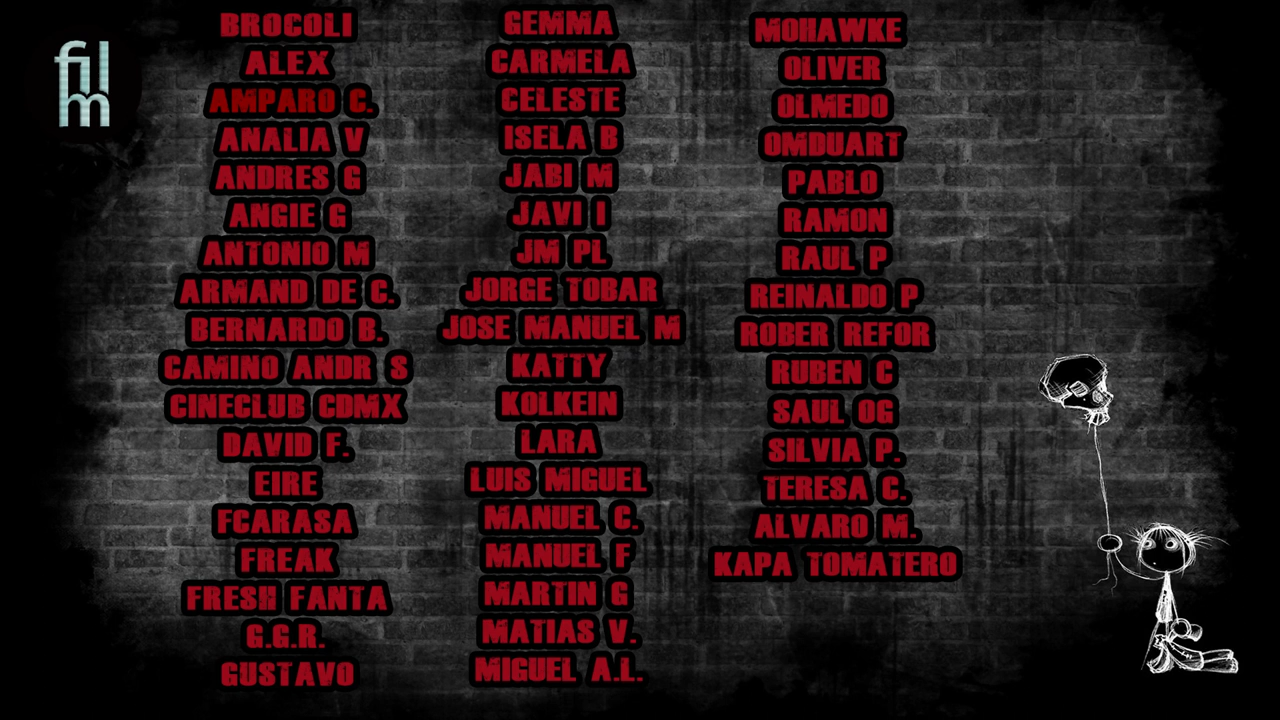 film
BROCOLI
ALEX
AMPARO C.
ANALIA V
ANDRES G
ANGIE G
ANTONIO M
ARMAND DE C.
BERNARDO B.
CAMINO ANDR S
CINECLUB CDMX
DAVID F.
EIRE
FCARASA
FREAK
FRESH FANTA
G.G.R.
GUSTAVO
GEMMA
CARMELA
CELESTE
ISELA B
JABI M
JAVI I
JM PL
JORGE TOBAR
JOSE MANUEL M
KATTY
KOLKEIN
LARA
LUIS MIGUEL
MANUEL C.
MANUEL F
MARTIN G
MATIAS V.
MIGUEL A.L.
MOHAWKE
OLIVER
OLMEDO
OMDUART
PABLO
RAMON
RAUL P
REINALDO P
ROBER REFOR
RUBEN C
SAUL OG
SILVIA P.
TERESA C.
ALVARO M.
KAPA TOMATERO